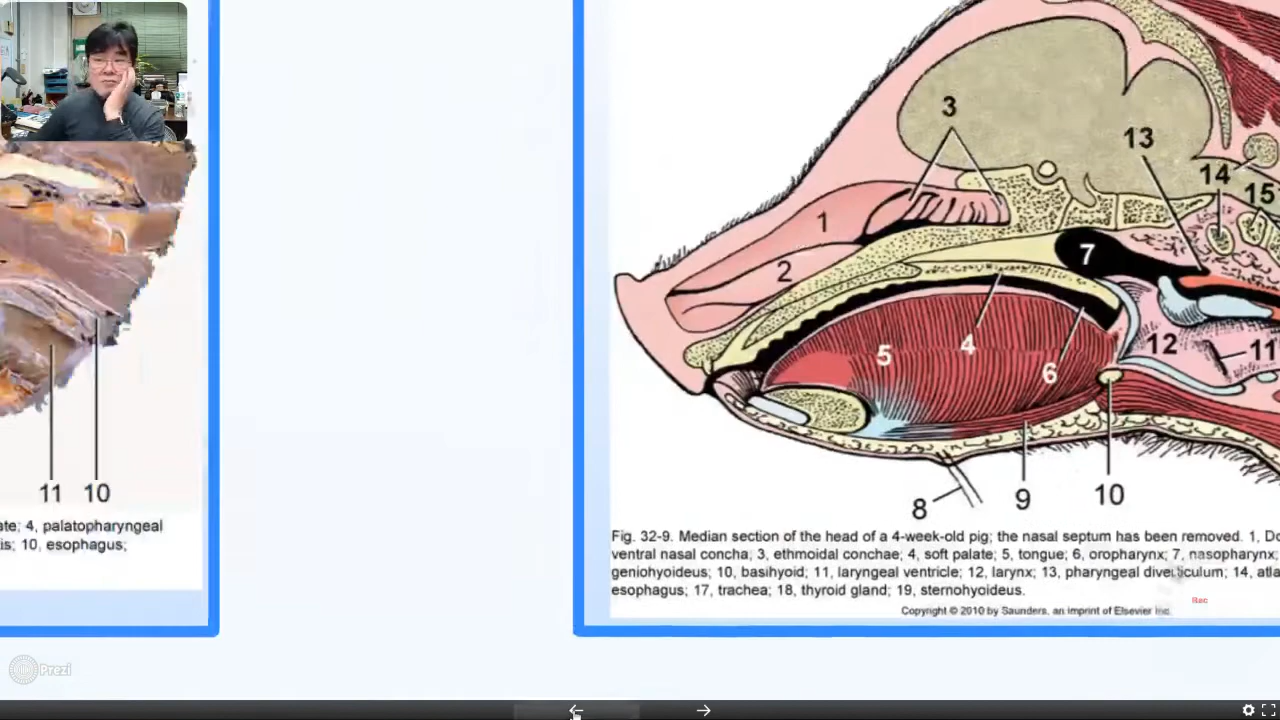 3
13
14
15
1
7
2
4
5
12
11
6
8
9
10
11 10
ate; 4, palatopharyngeal
is; 10, esophagus;
Fig. 32-9. Median section of the head of a 4-week-old pig; the nasal septum has been removed. 1, Do
ventral nasal concha; 3, ethmoidal conchae; 4, soft palate; 5, tongue; 6, oropharynx; 7, nasopharynx;
geniohyoideus; 10, basihyoid; 11, laryngeal ventricle; 12, larynx; 13, pharyngeal diverticulum; 14, atla
esophagus; 17, trachea; 18, thyroid gland; 19, sternohyoideus.
Rec
Copyright © 2010 by Saunders, an imprint of Elsevier Inc.
Prezi